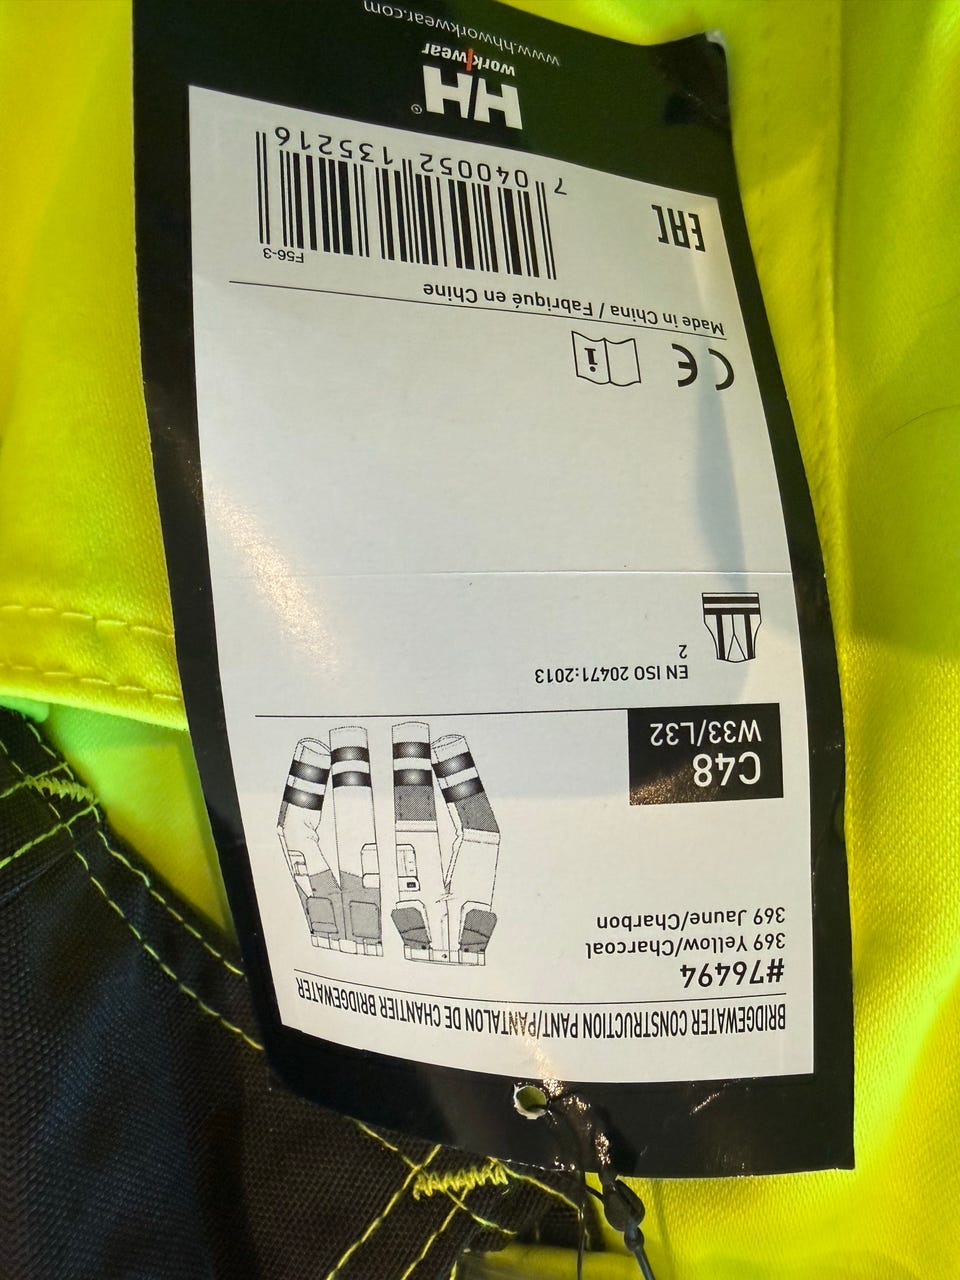 BRIDGEWATER CONSTRUCTION PANT/PANTALON DE CHANTIER BRIDGEWATER
#76494
369 Yellow/Charcoal
369 Jaune/Charbon
C48
W33/L32
EN ISO 20471:2013
2
CE
i
Made in China / Fabriqué en Chine
F56-3
EAC
7 040052 135216
HH
work/wear
www.hhworkwear.com